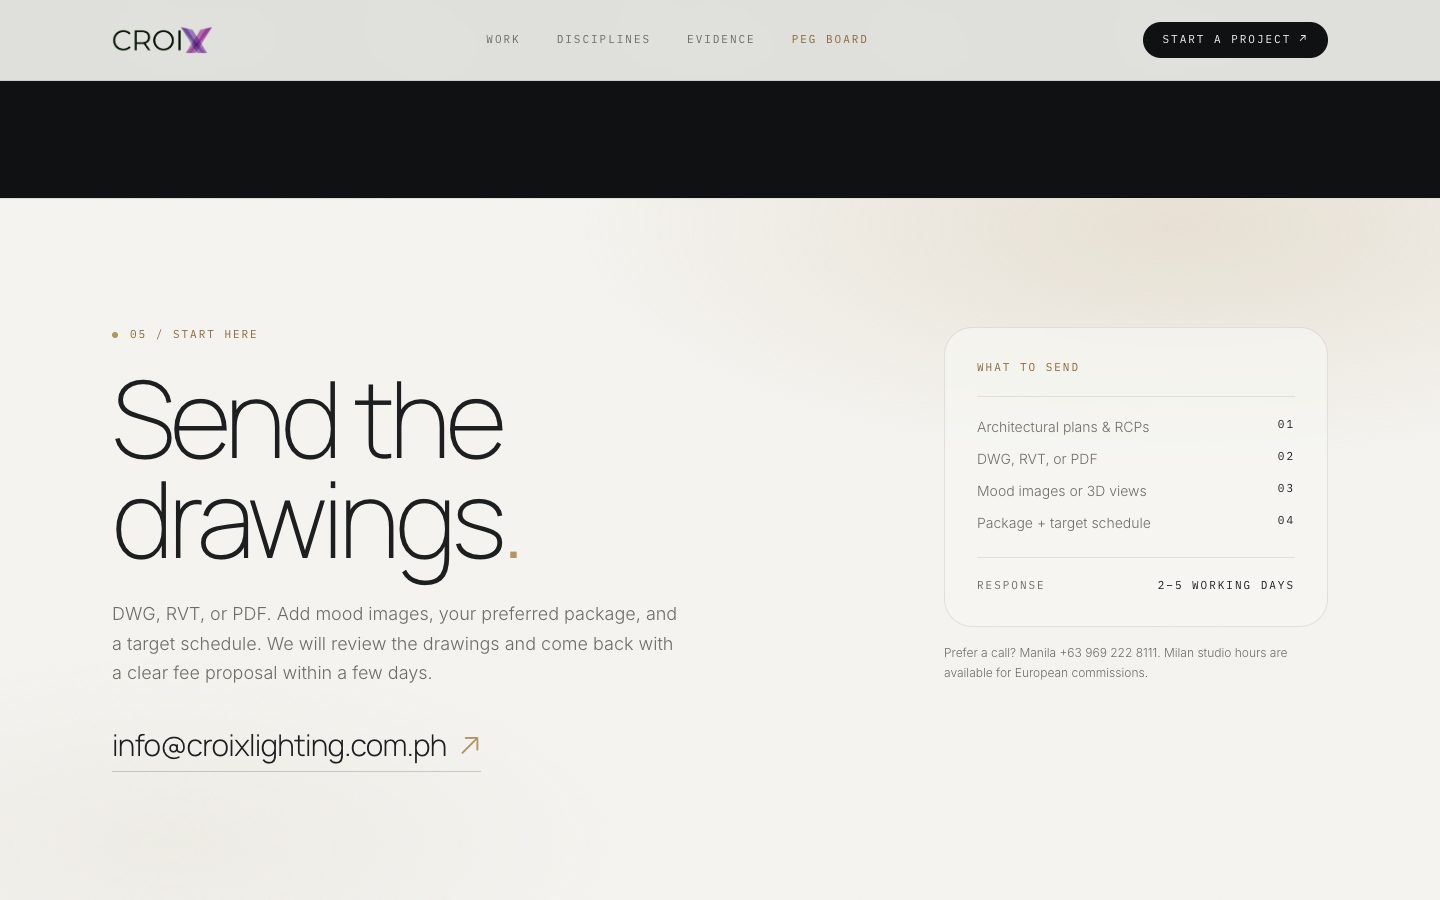 CROIX
WORK
DISCIPLINES
EVIDENCE
PEG BOARD
START A PROJECT ↗
05 / START HERE
Send the
drawings.
DWG, RVT, or PDF. Add mood images, your preferred package, and
a target schedule. We will review the drawings and come back with
a clear fee proposal within a few days.
info@croixlighting.com.ph ↗
WHAT TO SEND
Architectural plans & RCPs 01
DWG, RVT, or PDF 02
Mood images or 3D views 03
Package + target schedule 04
RESPONSE 2–5 WORKING DAYS
Prefer a call? Manila +63 969 222 8111. Milan studio hours are
available for European commissions.